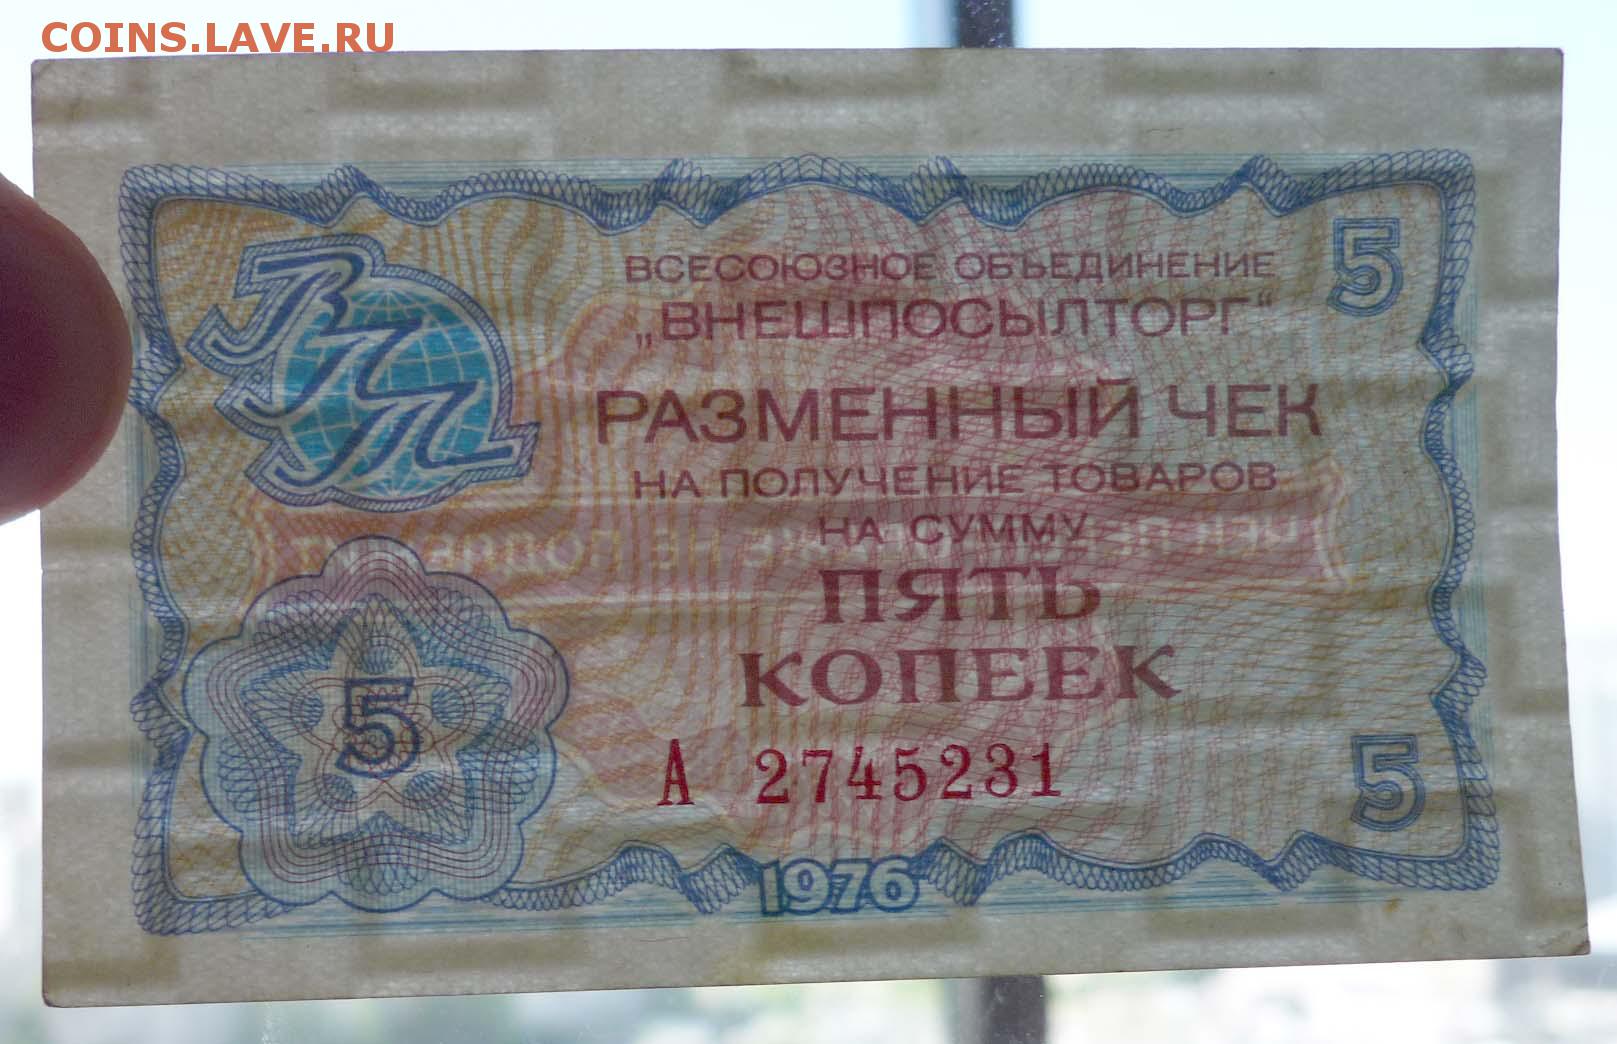 COINS.LAVE.RU
ВПТ
5
ВСЕСОЮЗНОЕ ОБЪЕДИНЕНИЕ
„ВНЕШПОСЫЛТОРГ“
РАЗМЕННЫЙ ЧЕК
НА ПОЛУЧЕНИЕ ТОВАРОВ
НА СУММУ
ПЯТЬ
КОПЕЕК
5
А 2745231
5
1976